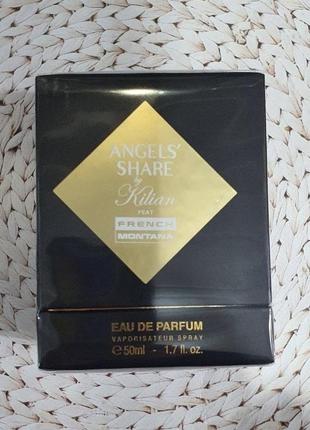 ANGELS'
SHARE
by
Kilian
FEAT
FRENCH
MONTANA
EAU DE PARFUM
VAPORISATEUR SPRAY
℮50ml - 1.7 fl. oz.